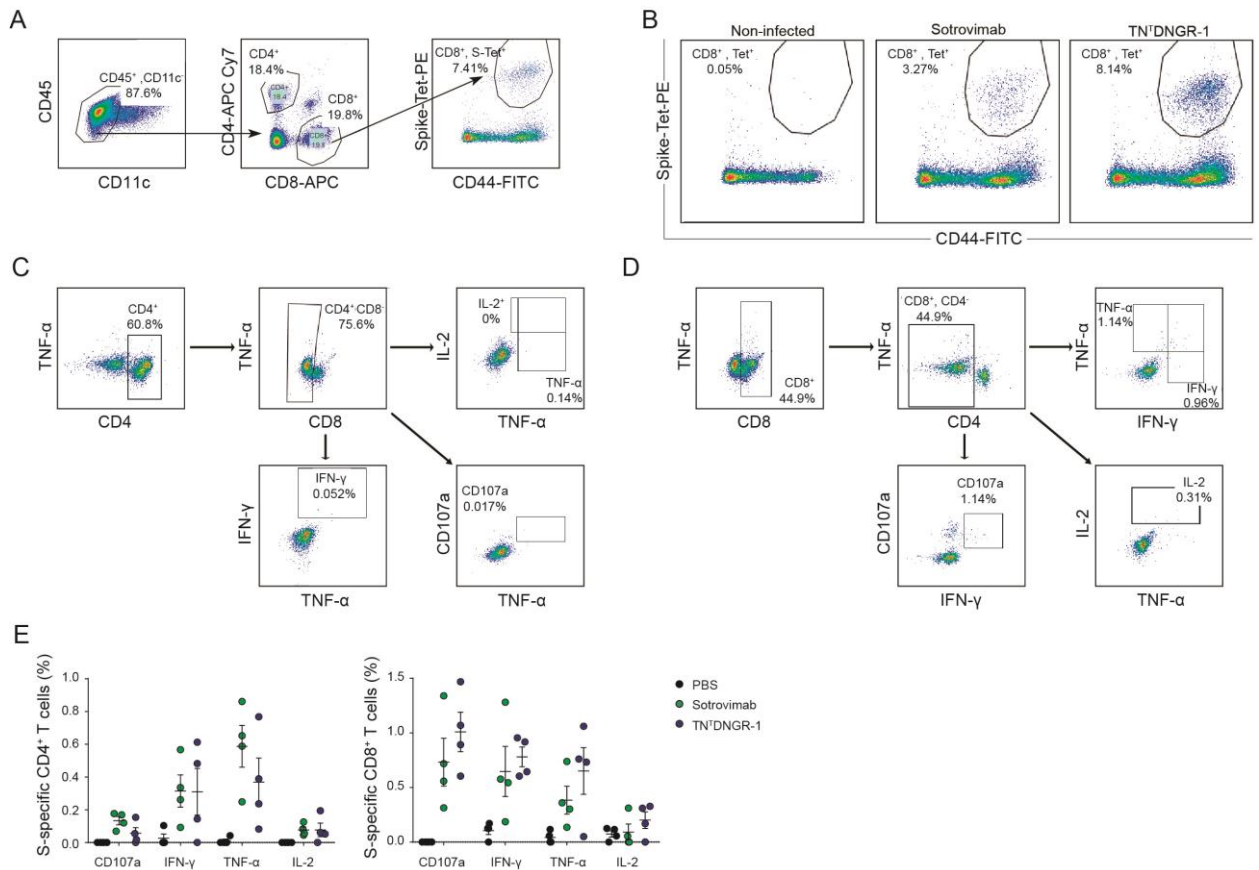 A
CD45
CD45⁺ ,CD11c⁻
87.6%
CD11c
CD4-APC Cy7
CD4⁺
18.4%
CD4+
18.4
CD8⁺
19.8%
CD8+
19.8
CD8-APC
Spike-Tet-PE
CD8⁺, S-Tet⁺
7.41%
CD44-FITC
B
Non-infected
Sotrovimab
TNᵀDNGR-1
Spike-Tet-PE
CD8⁺, Tet⁺
0.05%
CD8⁺, Tet⁺
3.27%
CD8⁺, Tet⁺
8.14%
CD44-FITC
C
TNF-α
CD4⁺
60.8%
CD4
TNF-α
CD4⁺,CD8⁻
75.6%
CD8
IL-2
IL-2⁺
0%
TNF-α
0.14%
TNF-α
IFN-γ
IFN-γ
0.052%
TNF-α
CD107a
CD107a
0.017%
TNF-α
D
TNF-α
CD8⁺
44.9%
CD8
TNF-α
CD8⁺, CD4⁻
44.9%
CD4
TNF-α
TNF-α
1.14%
IFN-γ
0.96%
IFN-γ
CD107a
CD107a
1.14%
IFN-γ
IL-2
IL-2
0.31%
TNF-α
E
S-specific CD4⁺ T cells (%)
1.0
0.8
0.6
0.4
0.2
0.0
CD107a IFN-γ TNF-α IL-2
S-specific CD8⁺ T cells (%)
1.5
1.0
0.5
0.0
CD107a IFN-γ TNF-α IL-2
PBS
Sotrovimab
TNᵀDNGR-1